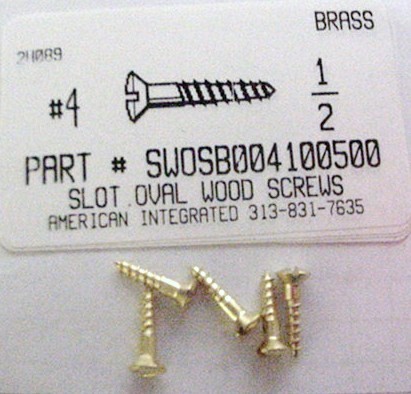 BRASS
2H089
#4
1
2
PART # SWOSB004100500
SLOT OVAL WOOD SCREWS
AMERICAN INTEGRATED 313-831-7635